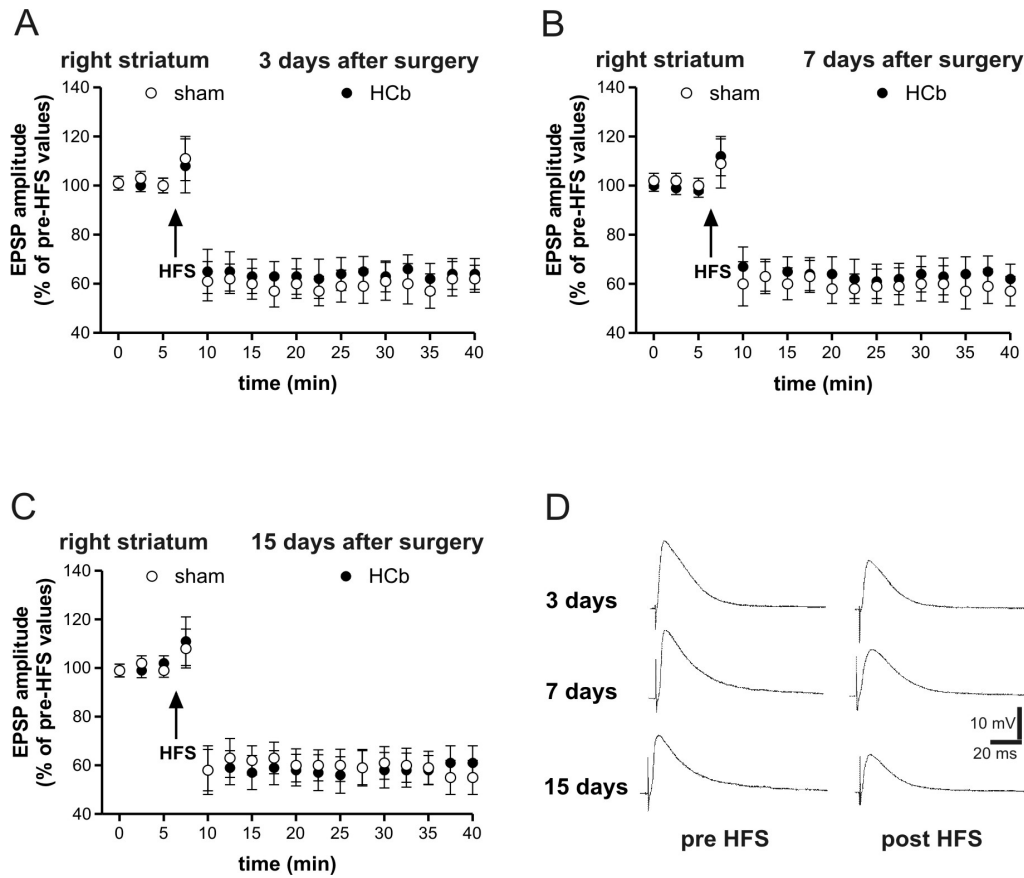 A
right striatum 3 days after surgery
sham HCb
EPSP amplitude
(% of pre-HFS values)
140
120
100
80
60
40
HFS
0 5 10 15 20 25 30 35 40
time (min)
B
right striatum 7 days after surgery
sham HCb
EPSP amplitude
(% of pre-HFS values)
140
120
100
80
60
40
HFS
0 5 10 15 20 25 30 35 40
time (min)
C
right striatum 15 days after surgery
sham HCb
EPSP amplitude
(% of pre-HFS values)
140
120
100
80
60
40
HFS
0 5 10 15 20 25 30 35 40
time (min)
D
3 days
7 days
10 mV
20 ms
15 days
pre HFS post HFS